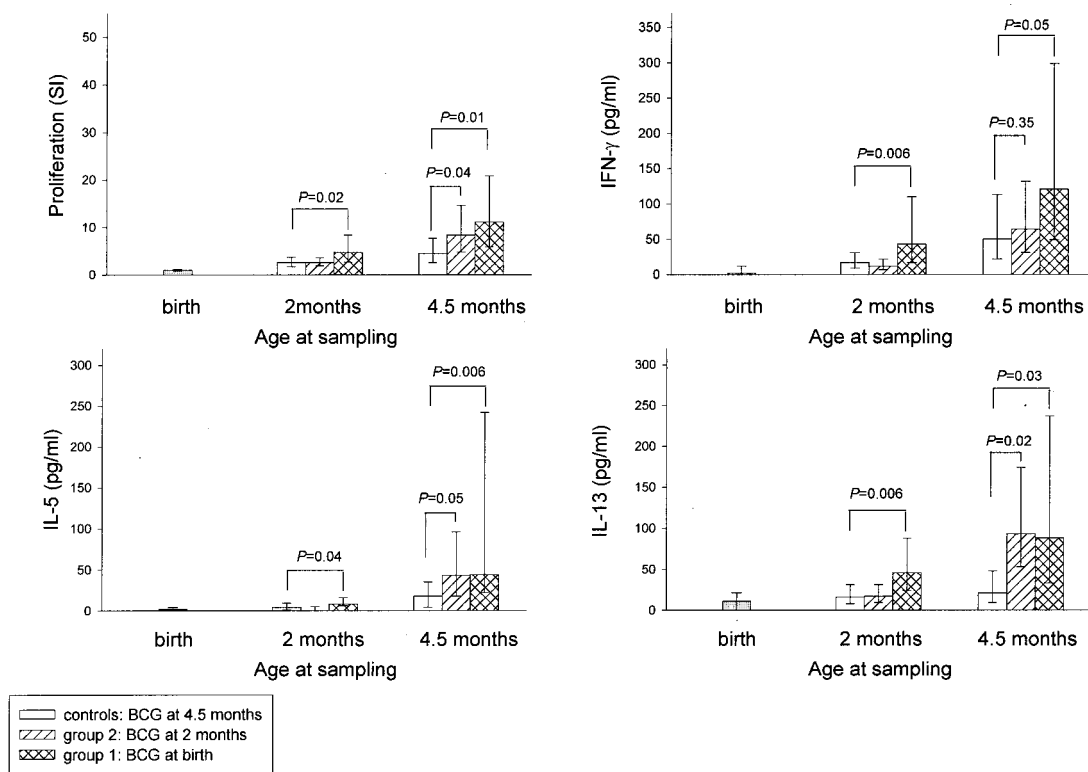 Proliferation (SI)
50
40
30
20
10
0
P=0.02
P=0.04
P=0.01
birth
2months
4.5 months
Age at sampling
IFN-γ (pg/ml)
350
300
250
200
150
100
50
0
P=0.006
P=0.35
P=0.05
birth
2 months
4.5 months
Age at sampling
IL-5 (pg/ml)
300
250
200
150
100
50
0
P=0.04
P=0.05
P=0.006
birth
2 months
4.5 months
Age at sampling
IL-13 (pg/ml)
300
250
200
150
100
50
0
P=0.006
P=0.02
P=0.03
birth
2 months
4.5 months
Age at sampling
controls: BCG at 4.5 months
group 2: BCG at 2 months
group 1: BCG at birth